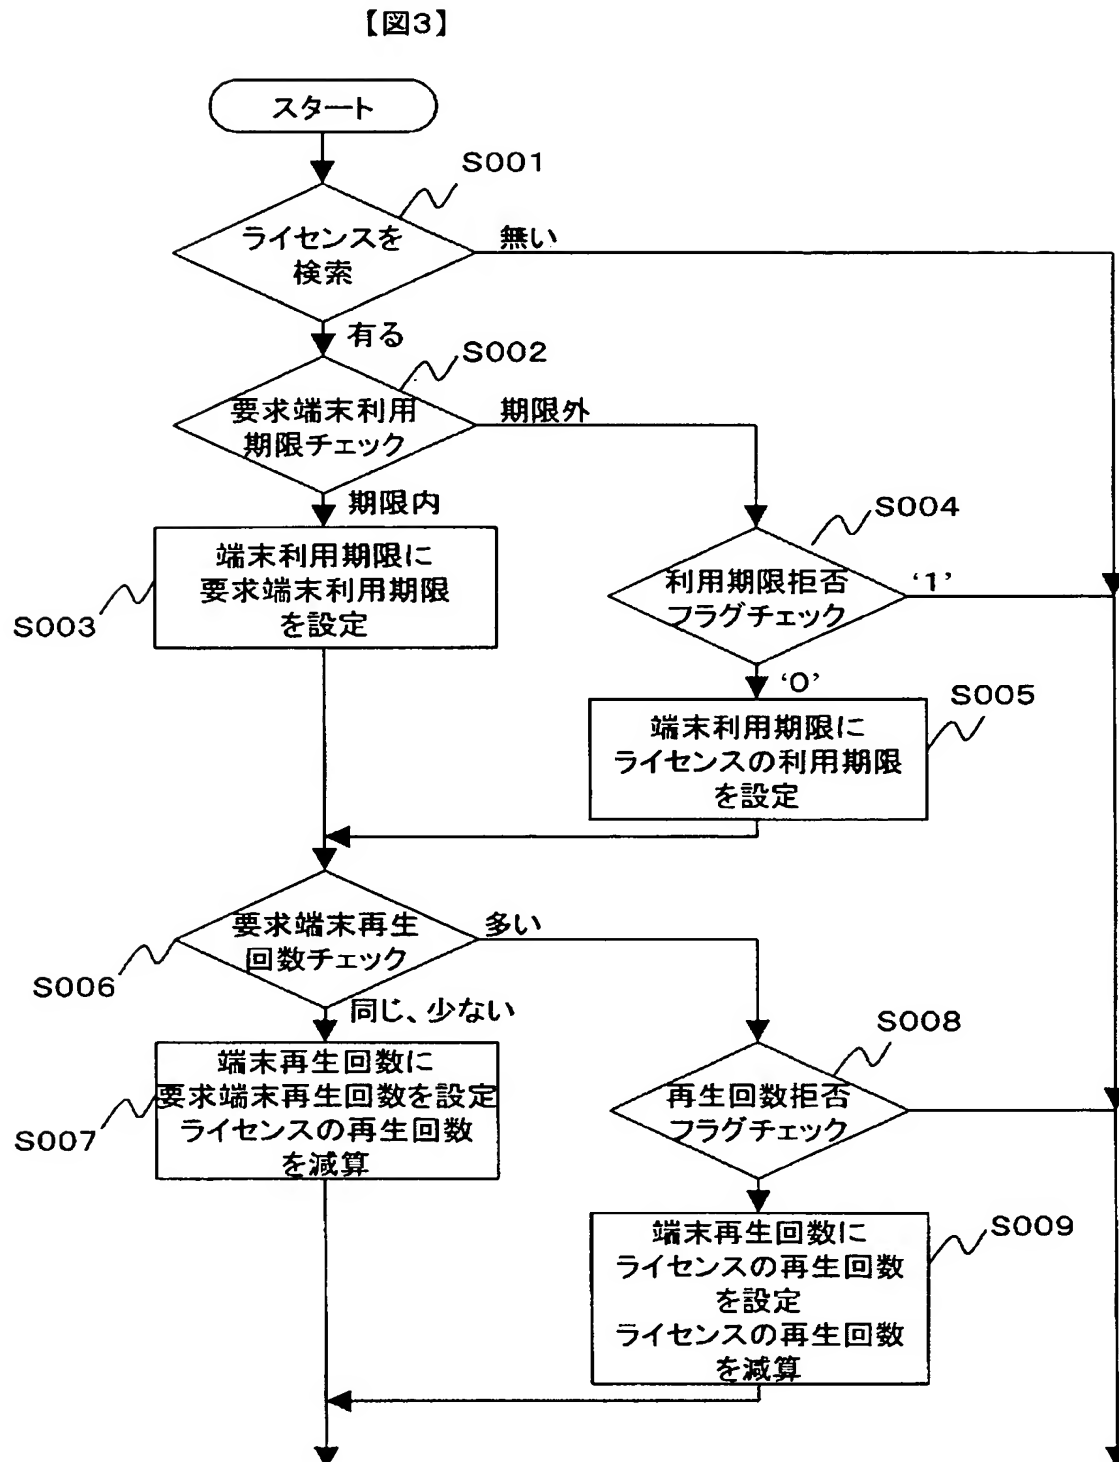 【図3】
スタート
S001
ライセンスを
検索
無い
有る
S002
要求端末利用
期限チェック
期限外
期限内
S003
端末利用期限に
要求端末利用期限
を設定
S004
利用期限拒否
フラグチェック
‘1’
‘0’
S005
端末利用期限に
ライセンスの利用期限
を設定
S006
要求端末再生
回数チェック
多い
同じ、少ない
S007
端末再生回数に
要求端末再生回数を設定
ライセンスの再生回数
を減算
S008
再生回数拒否
フラグチェック
S009
端末再生回数に
ライセンスの再生回数
を設定
ライセンスの再生回数
を減算